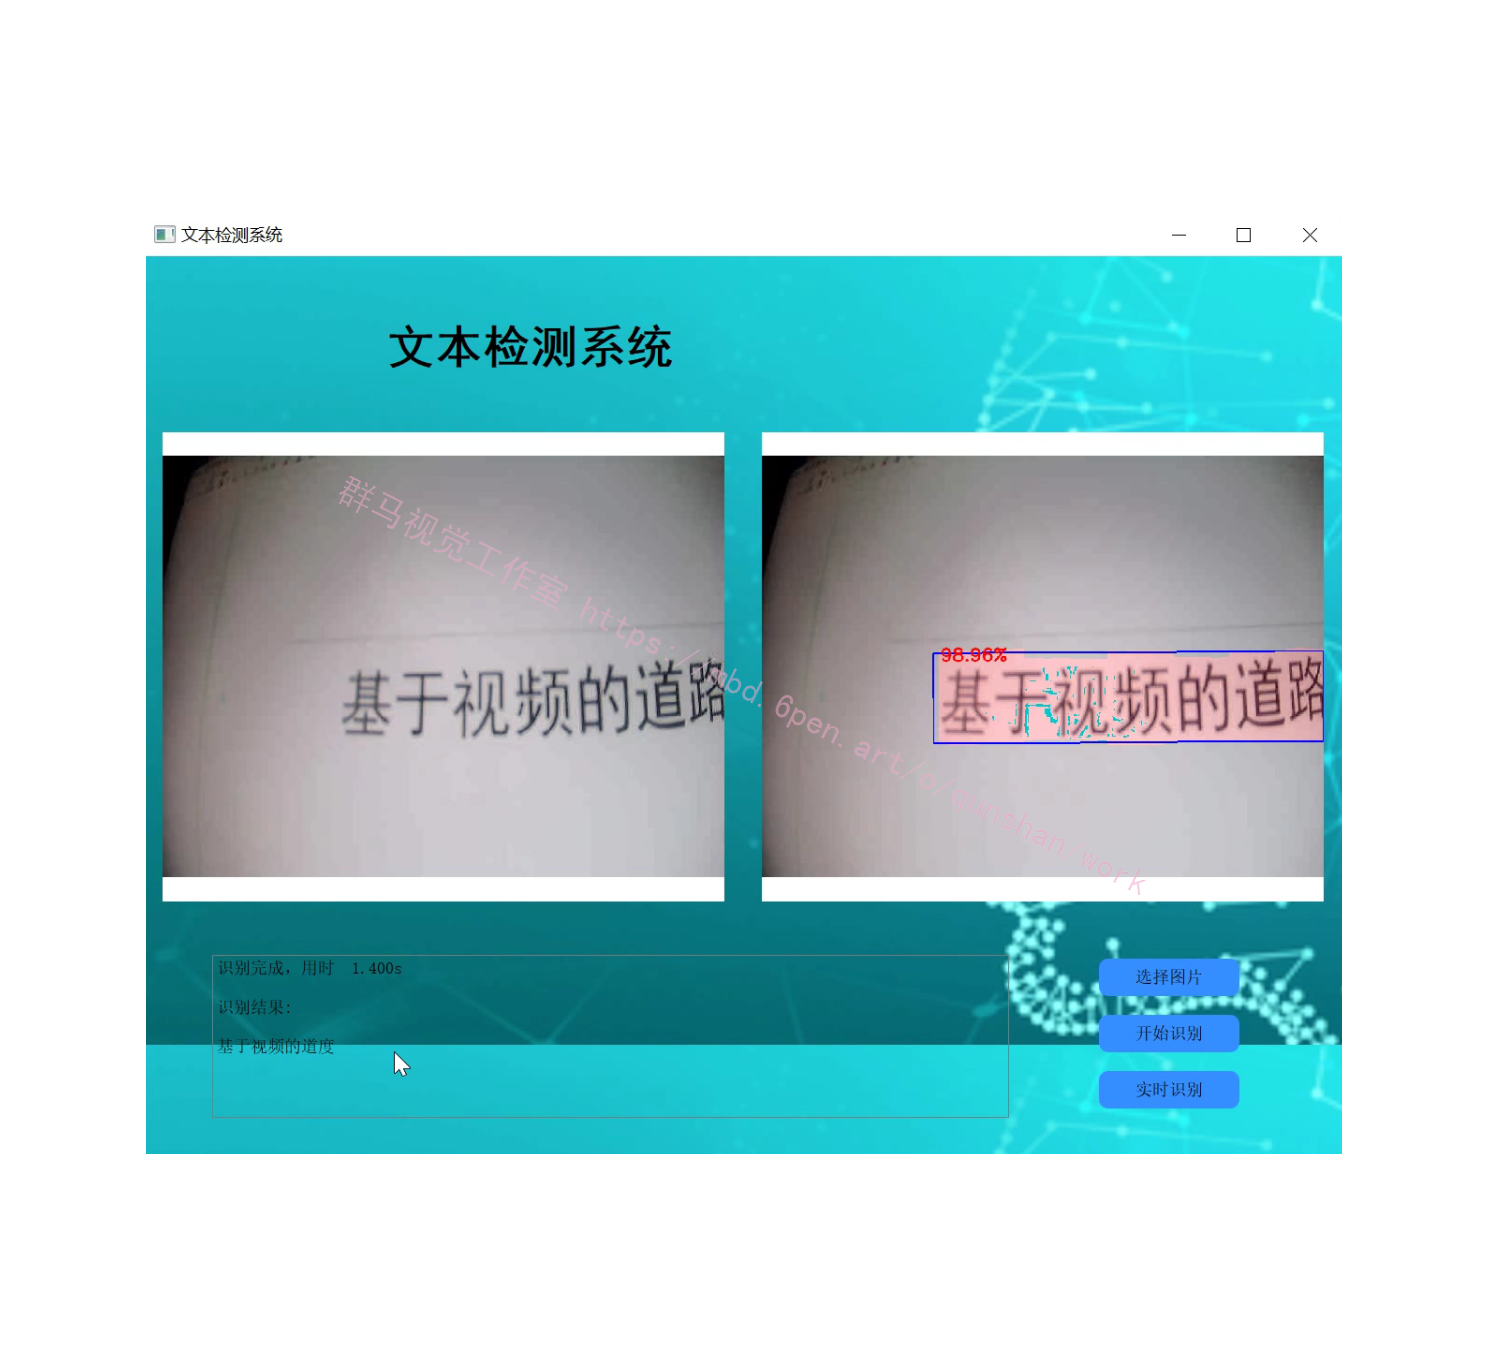 文本检测系统
文本检测系统
群马视觉工作室 https://mbd.6pen.art/o/qunshan-work
基于视频的道路
98.96%
基于视频的道路
识别完成，用时 1.400s
识别结果:
基于视频的道度
选择图片
开始识别
实时识别